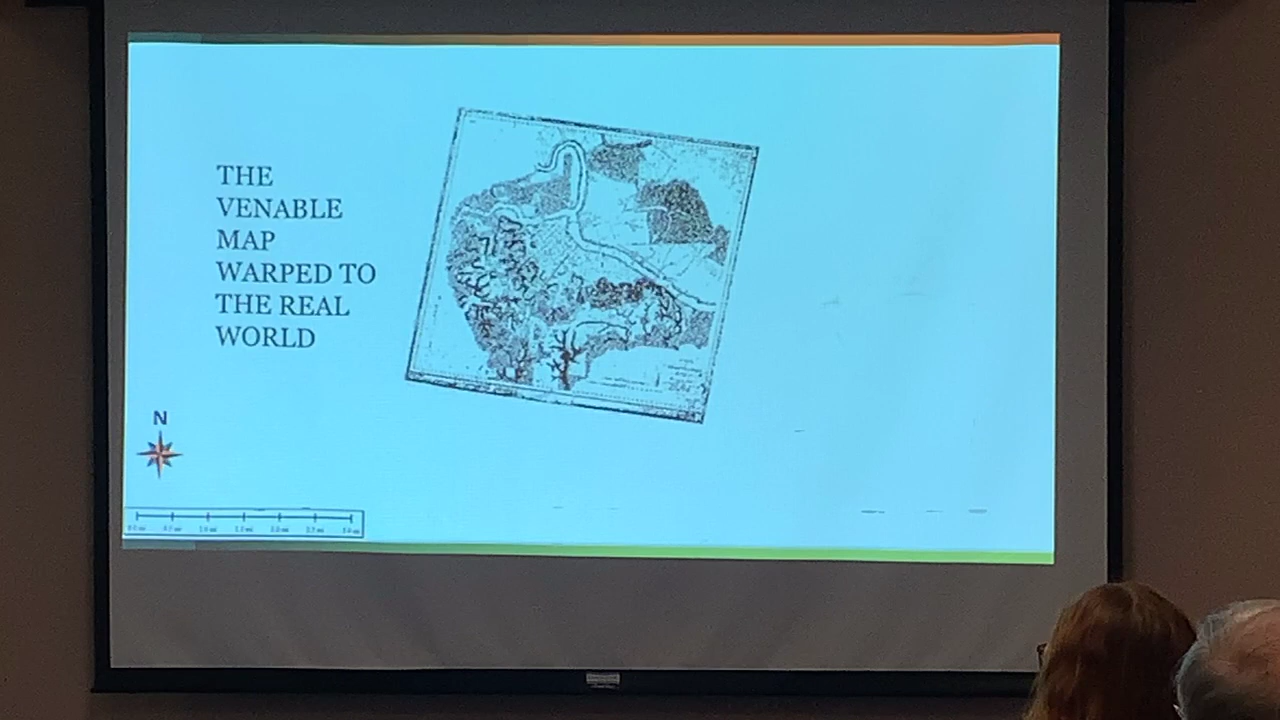 THE
VENABLE
MAP
WARPED TO
THE REAL
WORLD
N